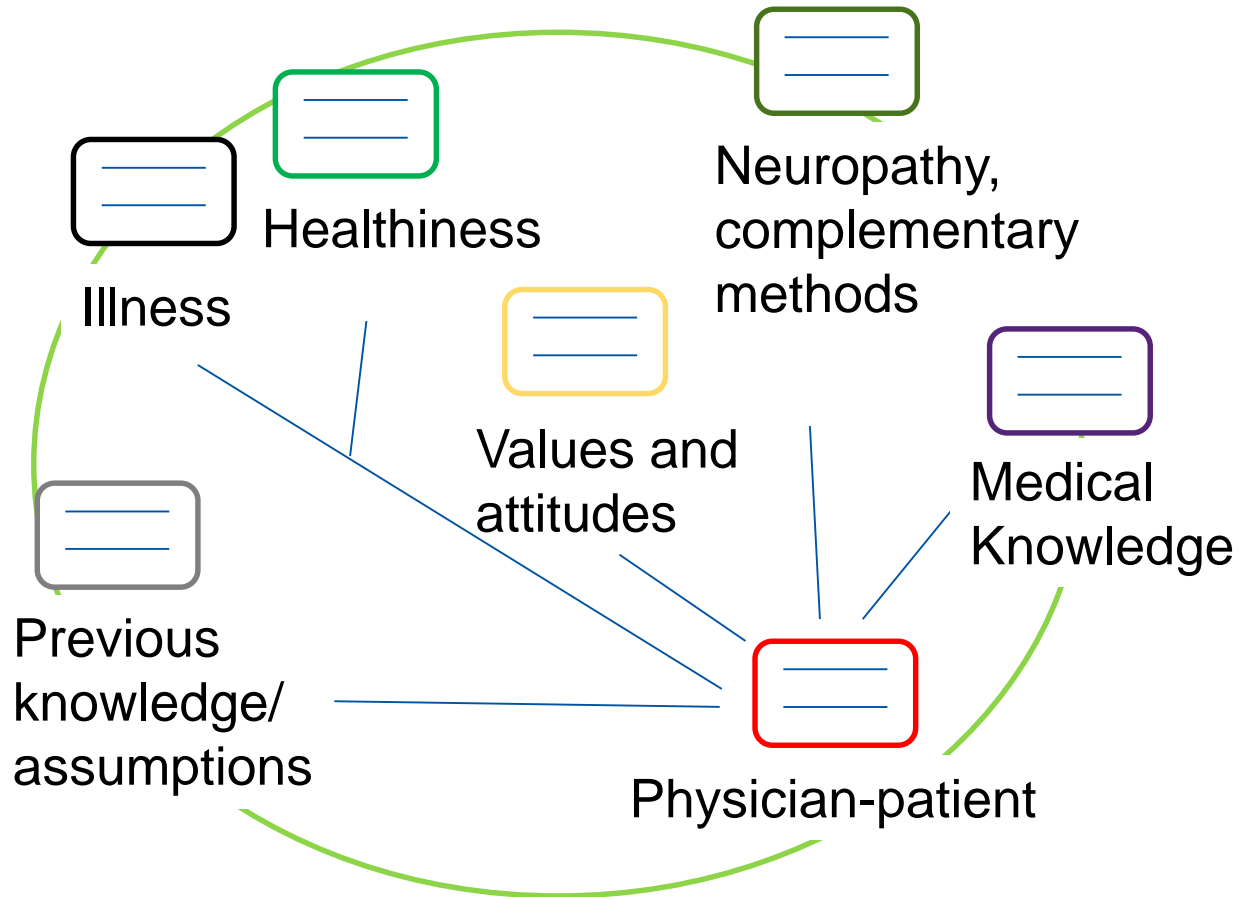 Healthiness
Illness
Neuropathy,
complementary
methods
Values and
attitudes
Medical
Knowledge
Previous
knowledge/
assumptions
Physician-patient